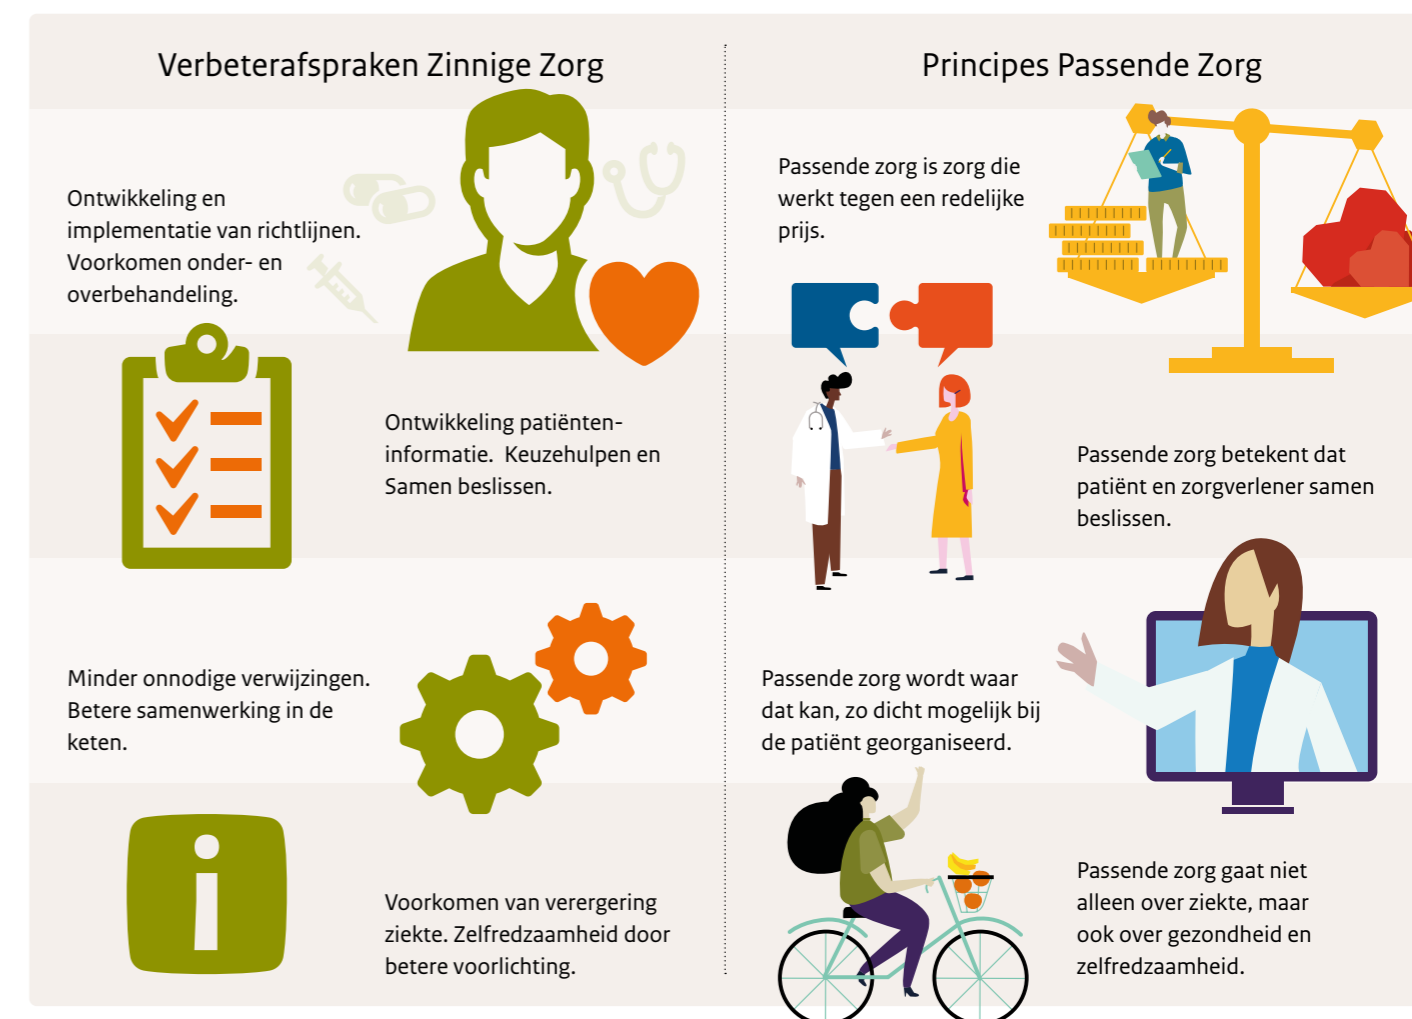 Verbeterafspraken Zinnige Zorg
Ontwikkeling en
implementatie van richtlijnen.
Voorkomen onder- en
overbehandeling.
Ontwikkeling patiënten-
informatie. Keuzehulpen en
Samen beslissen.
Minder onnodige verwijzingen.
Betere samenwerking in de
keten.
Voorkomen van verergering
ziekte. Zelfredzaamheid door
betere voorlichting.
Principes Passende Zorg
Passende zorg is zorg die
werkt tegen een redelijke
prijs.
Passende zorg betekent dat
patiënt en zorgverlener samen
beslissen.
Passende zorg wordt waar
dat kan, zo dicht mogelijk bij
de patiënt georganiseerd.
Passende zorg gaat niet
alleen over ziekte, maar
ook over gezondheid en
zelfredzaamheid.